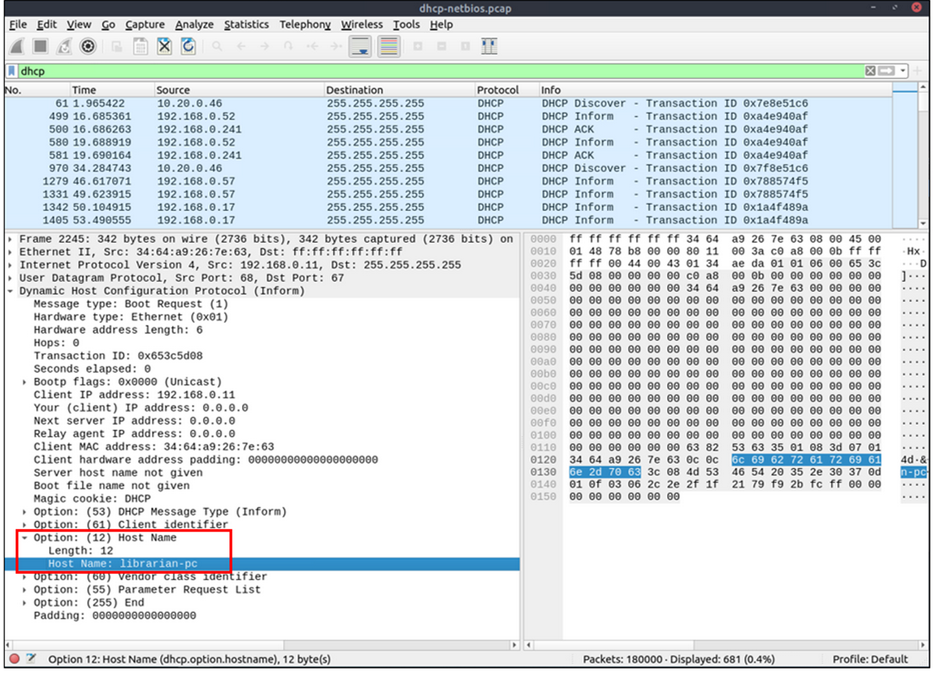 dhcp-netbios.pcap
File Edit View Go Capture Analyze Statistics Telephony Wireless Tools Help
dhcp
No. Time Source Destination Protocol Info
61 1.965422 10.20.0.46 255.255.255.255 DHCP DHCP Discover - Transaction ID 0x7e8e51c6
499 16.685361 192.168.0.52 255.255.255.255 DHCP DHCP Inform - Transaction ID 0xa4e940af
500 16.686263 192.168.0.241 255.255.255.255 DHCP DHCP ACK - Transaction ID 0xa4e940af
580 19.688919 192.168.0.52 255.255.255.255 DHCP DHCP Inform - Transaction ID 0xa4e940af
581 19.690164 192.168.0.241 255.255.255.255 DHCP DHCP ACK - Transaction ID 0xa4e940af
970 34.284743 10.20.0.46 255.255.255.255 DHCP DHCP Discover - Transaction ID 0x7f8e51c6
1279 46.617071 192.168.0.57 255.255.255.255 DHCP DHCP Inform - Transaction ID 0x788574f5
1331 49.623915 192.168.0.57 255.255.255.255 DHCP DHCP Inform - Transaction ID 0x788574f5
1342 50.104915 192.168.0.17 255.255.255.255 DHCP DHCP Inform - Transaction ID 0x1a4f489a
1405 53.490555 192.168.0.17 255.255.255.255 DHCP DHCP Inform - Transaction ID 0x1a4f489a
Frame 2245: 342 bytes on wire (2736 bits), 342 bytes captured (2736 bits) on
Ethernet II, Src: 34:64:a9:26:7e:63, Dst: ff:ff:ff:ff:ff:ff
Internet Protocol Version 4, Src: 192.168.0.11, Dst: 255.255.255.255
User Datagram Protocol, Src Port: 68, Dst Port: 67
Dynamic Host Configuration Protocol (Inform)
Message type: Boot Request (1)
Hardware type: Ethernet (0x01)
Hardware address length: 6
Hops: 0
Transaction ID: 0x653c5d08
Seconds elapsed: 0
Bootp flags: 0x0000 (Unicast)
Client IP address: 192.168.0.11
Your (client) IP address: 0.0.0.0
Next server IP address: 0.0.0.0
Relay agent IP address: 0.0.0.0
Client MAC address: 34:64:a9:26:7e:63
Client hardware address padding: 00000000000000000000
Server host name not given
Boot file name not given
Magic cookie: DHCP
Option: (53) DHCP Message Type (Inform)
Option: (61) Client identifier
Option: (12) Host Name
Length: 12
Host Name: librarian-pc
Option: (60) Vendor class identifier
Option: (55) Parameter Request List
Option: (255) End
Padding: 0000000000000000
0000 ff ff ff ff ff ff 34 64 a9 26 7e 63 08 00 45 00 ····
0010 01 48 78 b8 00 00 80 11 00 3a c0 a8 00 0b ff ff ·Hx·
0020 ff ff 00 44 00 43 01 34 ae da 01 01 06 00 65 3c ···D
0030 5d 08 00 00 00 00 c0 a8 00 0b 00 00 00 00 00 00 ]···
0040 00 00 00 00 00 00 34 64 a9 26 7e 63 00 00 00 00 ····
0050 00 00 00 00 00 00 00 00 00 00 00 00 00 00 00 00 ····
0060 00 00 00 00 00 00 00 00 00 00 00 00 00 00 00 00 ····
0070 00 00 00 00 00 00 00 00 00 00 00 00 00 00 00 00 ····
0080 00 00 00 00 00 00 00 00 00 00 00 00 00 00 00 00 ····
0090 00 00 00 00 00 00 00 00 00 00 00 00 00 00 00 00 ····
00a0 00 00 00 00 00 00 00 00 00 00 00 00 00 00 00 00 ····
00b0 00 00 00 00 00 00 00 00 00 00 00 00 00 00 00 00 ····
00c0 00 00 00 00 00 00 00 00 00 00 00 00 00 00 00 00 ····
00d0 00 00 00 00 00 00 00 00 00 00 00 00 00 00 00 00 ····
00e0 00 00 00 00 00 00 00 00 00 00 00 00 00 00 00 00 ····
00f0 00 00 00 00 00 00 00 00 00 00 00 00 00 00 00 00 ····
0100 00 00 00 00 00 00 00 00 00 00 00 00 00 00 00 00 ····
0110 00 00 00 00 00 00 63 82 53 63 35 01 08 3d 07 01 ····
0120 34 64 a9 26 7e 63 0c 0c 6c 69 62 72 61 72 69 61 4d·&
0130 6e 2d 70 63 3c 08 4d 53 46 54 20 35 2e 30 37 0d n-pc
0140 01 0f 03 06 2c 2e 2f 1f 21 79 f9 2b fc ff 00 00 ····
0150 00 00 00 00 00 00 ····
Option 12: Host Name (dhcp.option.hostname), 12 byte(s)
Packets: 180000 · Displayed: 681 (0.4%)
Profile: Default